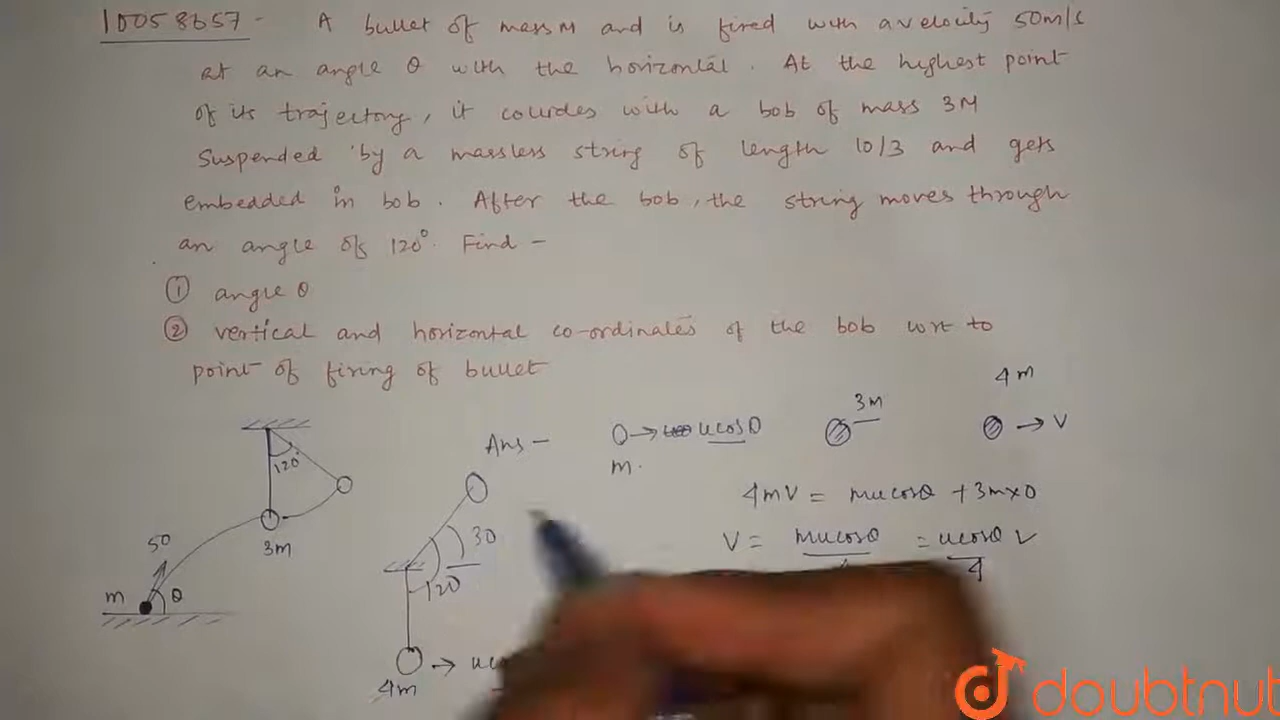 10058657 - A bullet of mass M and is fired with a velocity 50m/s
at an angle θ with the horizontal. At the highest point
of its trajectory, it collides with a bob of mass 3M
suspended by a massless string of length 10/3 and gets
embedded in bob. After the bob, the string moves through
an angle of 120°. Find -
① angle θ
② vertical and horizontal co-ordinates of the bob wrt to
point of firing of bullet
120°
50
3m
m
θ
Ans -
30
120
4m
→
m.
→ ucosθ
3M
4m
→ V
4mV = mucosθ + 3m×0
V = mucosθ = ucosθ
4
doubtnut